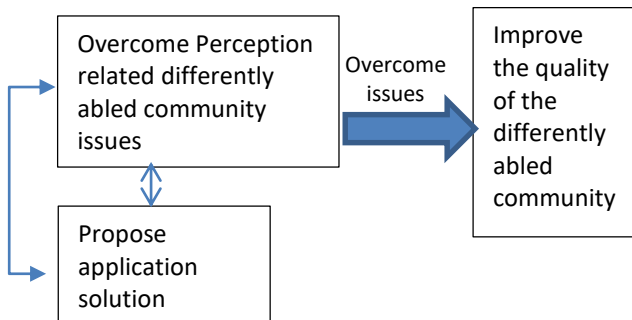 Overcome Perception
related differently
abled community
issues
Overcome
issues
Improve
the quality
of the
differently
abled
community
Propose
application
solution